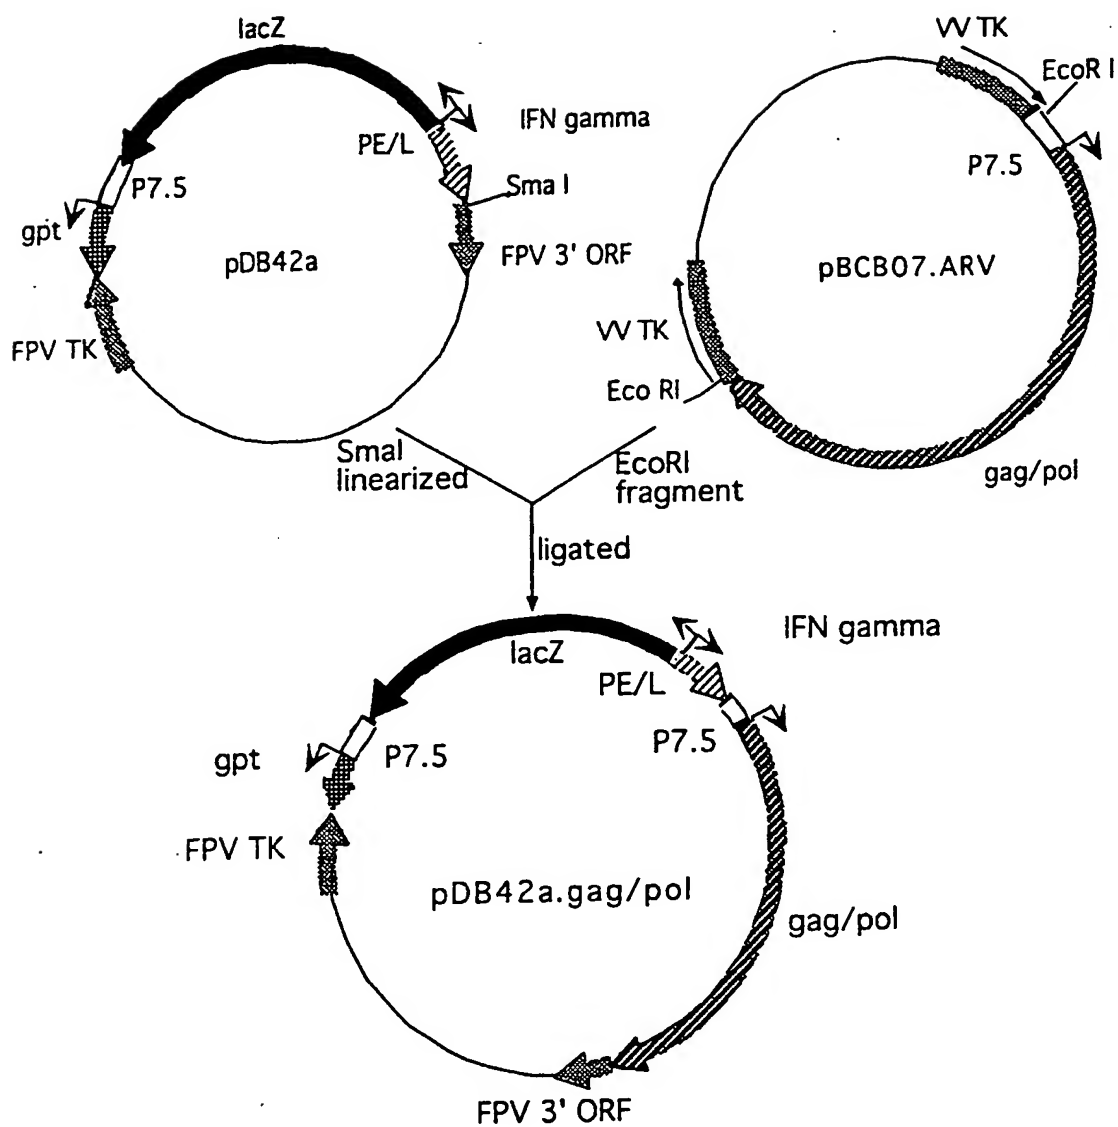 lacZ
VV TK
EcoR I
IFN gamma
PE/L
P7.5
Sma I
P7.5
gpt
pDB42a
FPV 3' ORF
pBCB07.ARV
FPV TK
VV TK
Eco RI
SmaI
linearized
EcoRI
fragment
gag/pol
ligated
lacZ
IFN gamma
PE/L
P7.5
gpt
P7.5
FPV TK
pDB42a.gag/pol
gag/pol
FPV 3' ORF